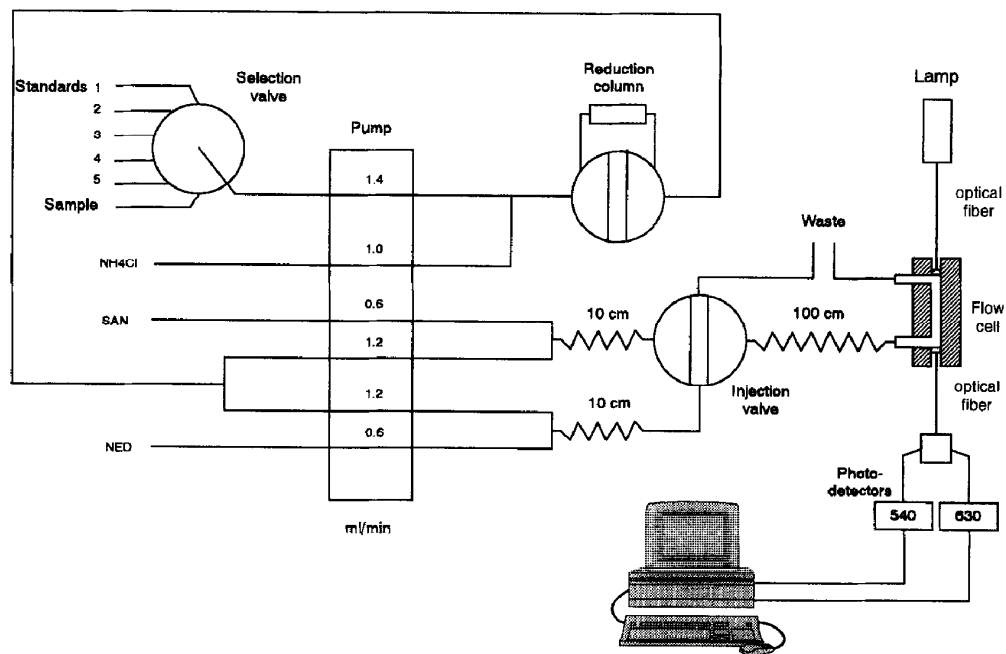 Standards 1
2
3
4
5
Sample
Selection
valve
Pump
1.4
1.0
0.6
1.2
1.2
0.6
ml/min
NH4Cl
SAN
NED
Reduction
column
10 cm
10 cm
Waste
100 cm
Injection
valve
Lamp
optical
fiber
Flow
cell
optical
fiber
Photo-
detectors
540
630